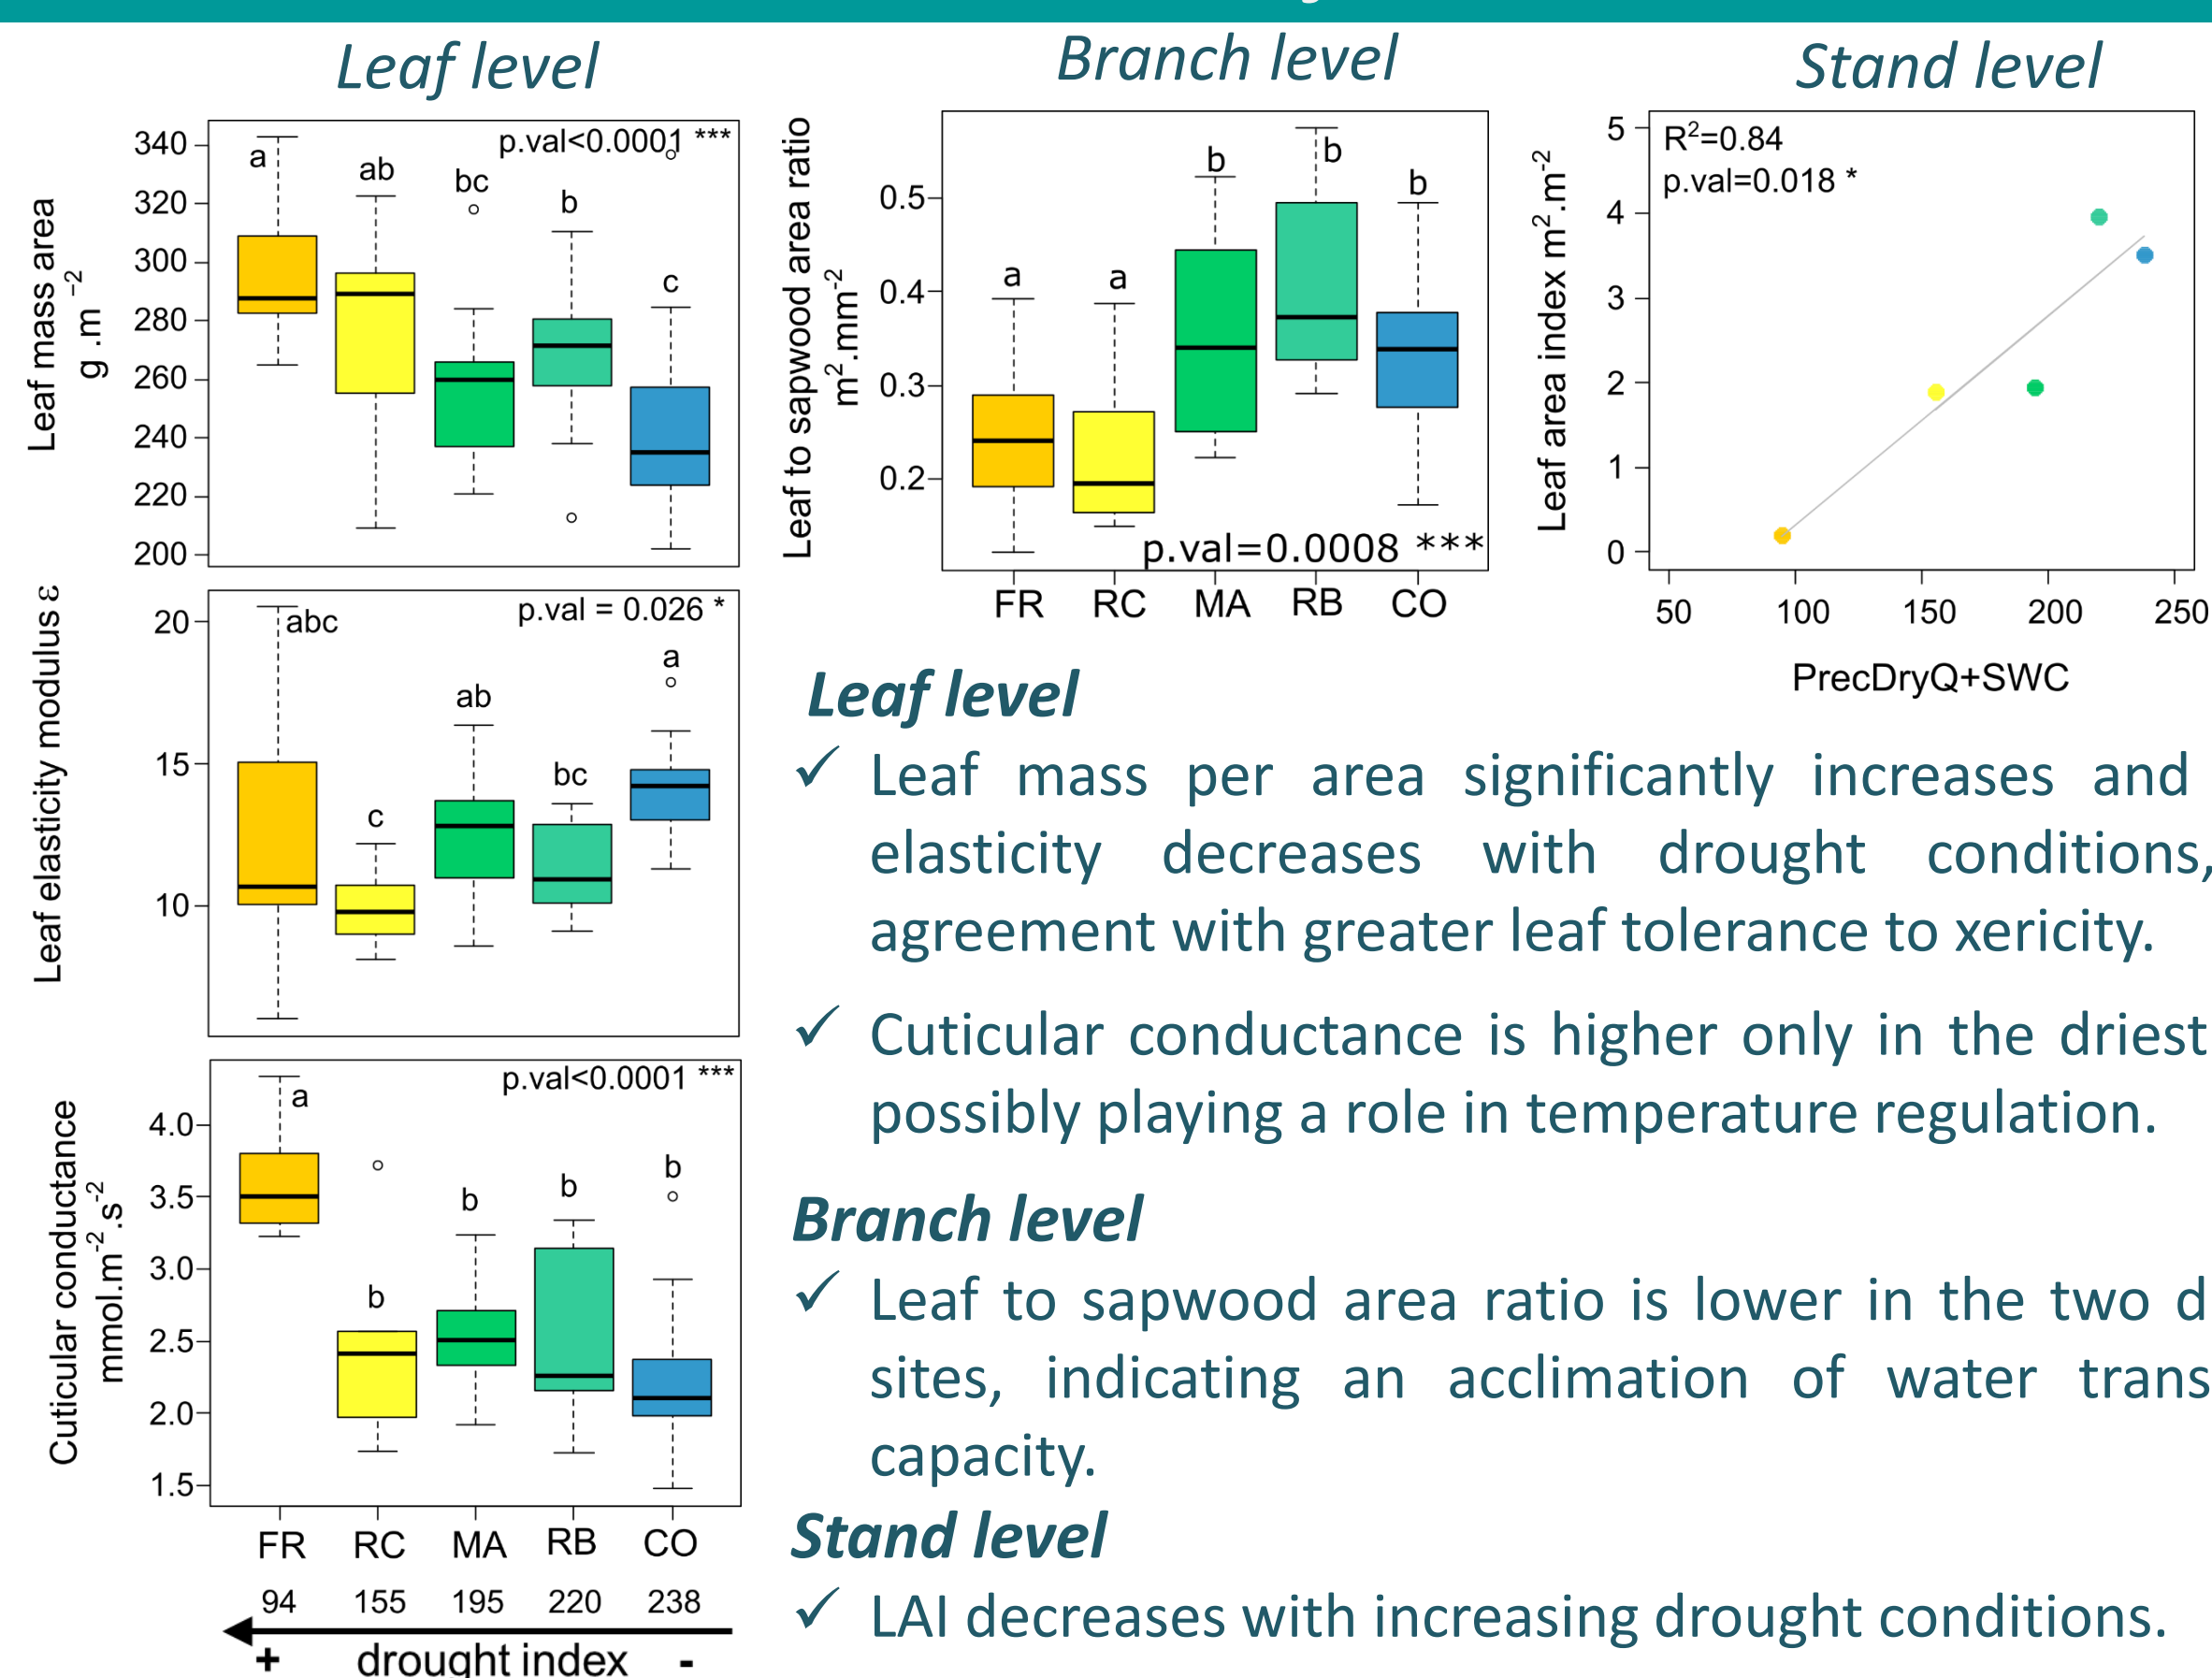 Leaf level
Branch level
Stand level
Leaf mass area
g .m⁻²
340
320
300
280
260
240
220
200
p.val<0.0001 ***
a
ab
bc
b
c
Leaf elasticity modulus ε
20
15
10
p.val = 0.026 *
abc
c
ab
bc
a
Cuticular conductance
mmol.m⁻².s⁻²
4.0
3.5
3.0
2.5
2.0
1.5
p.val<0.0001 ***
a
b
b
b
b
FR RC MA RB CO
94 155 195 220 238
+ drought index -
Leaf to sapwood area ratio
m².mm⁻²
0.5
0.4
0.3
0.2
a
a
b
b
b
p.val=0.0008 ***
FR RC MA RB CO
Leaf area index m².m⁻²
5
4
3
2
1
0
R²=0.84
p.val=0.018 *
50 100 150 200 250
PrecDryQ+SWC
Leaf level
✓ Leaf mass per area significantly increases and
elasticity decreases with drought conditions,
agreement with greater leaf tolerance to xericity.
✓ Cuticular conductance is higher only in the driest
possibly playing a role in temperature regulation.
Branch level
✓ Leaf to sapwood area ratio is lower in the two d
sites, indicating an acclimation of water trans
capacity.
Stand level
✓ LAI decreases with increasing drought conditions.